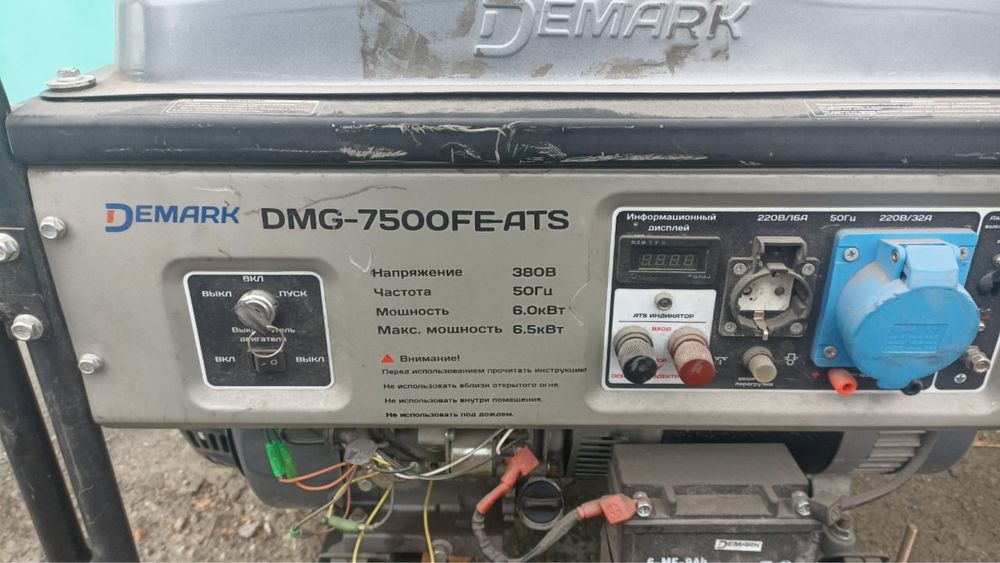 DEMARK
DEMARK DMG-7500FE-ATS
Напряжение 380В
Частота 50Гц
Мощность 6.0кВт
Макс. мощность 6.5кВт
Внимание!
Перед использованием прочитать инструкцию
Не использовать вблизи открытого огня.
Не использовать внутри помещения.
Не использовать под дождем.
ВКЛ
ВЫКЛ ПУСК
двигателя
ВКЛ ВЫКЛ
Информационный
дисплей
220В/16А 50Гц 220В/32А
ATS ИНДИКАТОР
ВХОД
перегрузки
DEMARK